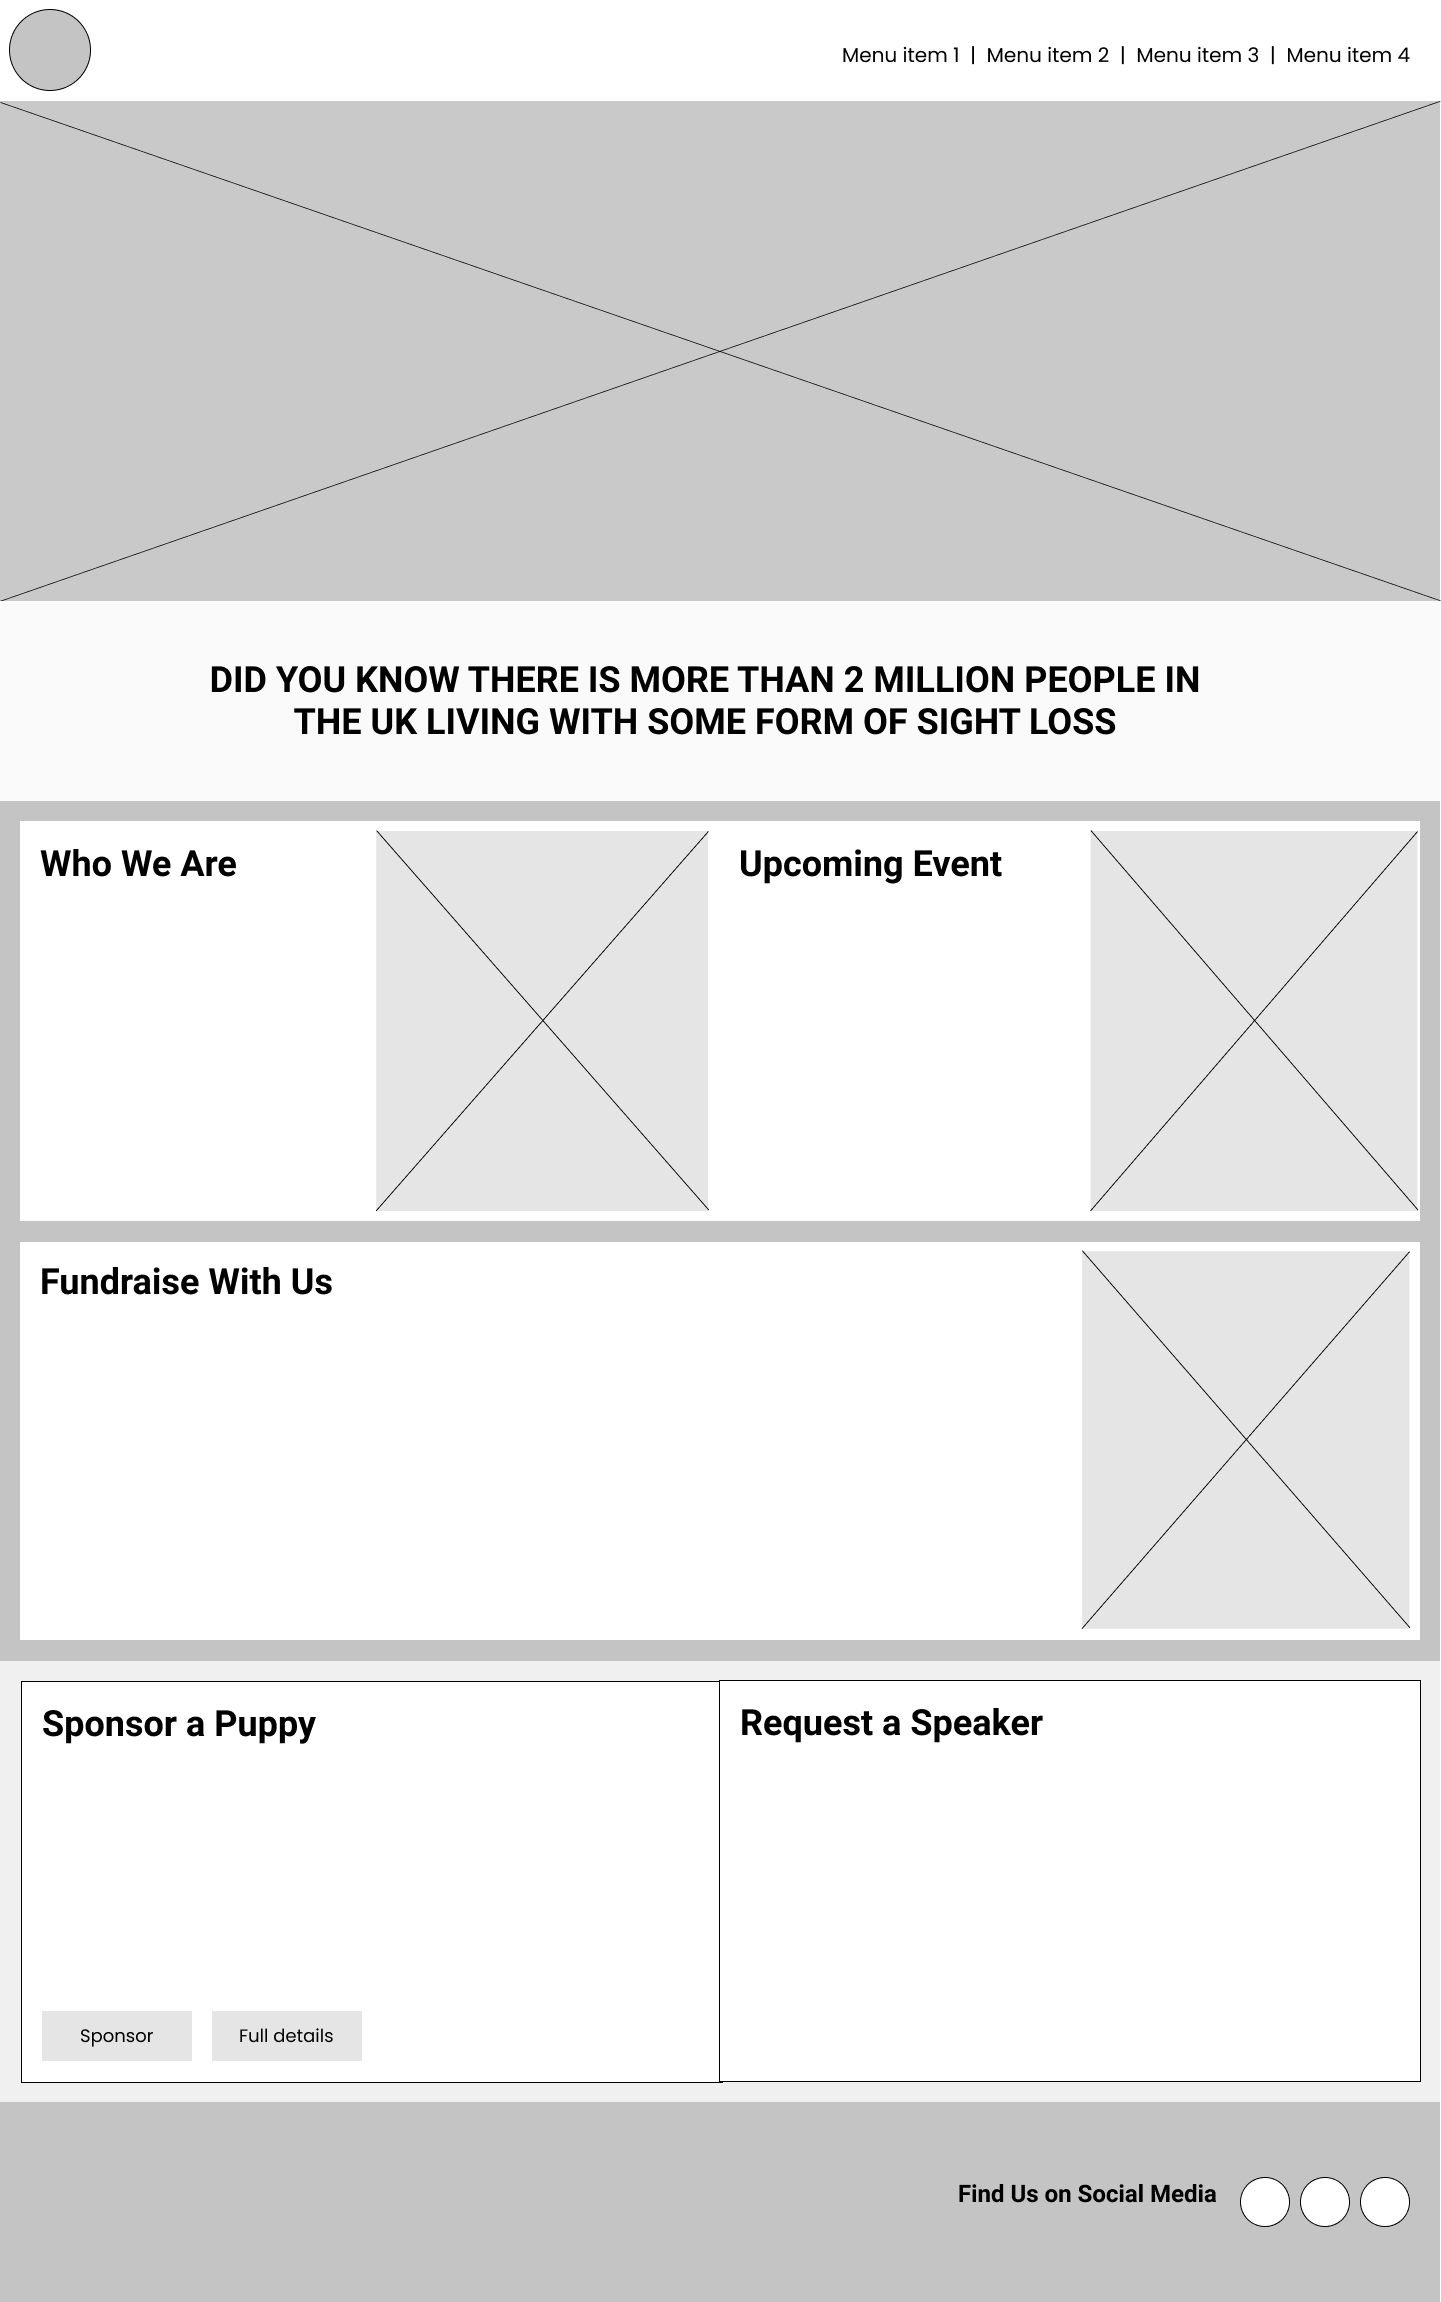 Menu item 1 | Menu item 2 | Menu item 3 | Menu item 4
DID YOU KNOW THERE IS MORE THAN 2 MILLION PEOPLE IN
THE UK LIVING WITH SOME FORM OF SIGHT LOSS
Who We Are
Upcoming Event
Fundraise With Us
Sponsor a Puppy
Request a Speaker
Sponsor
Full details
Find Us on Social Media